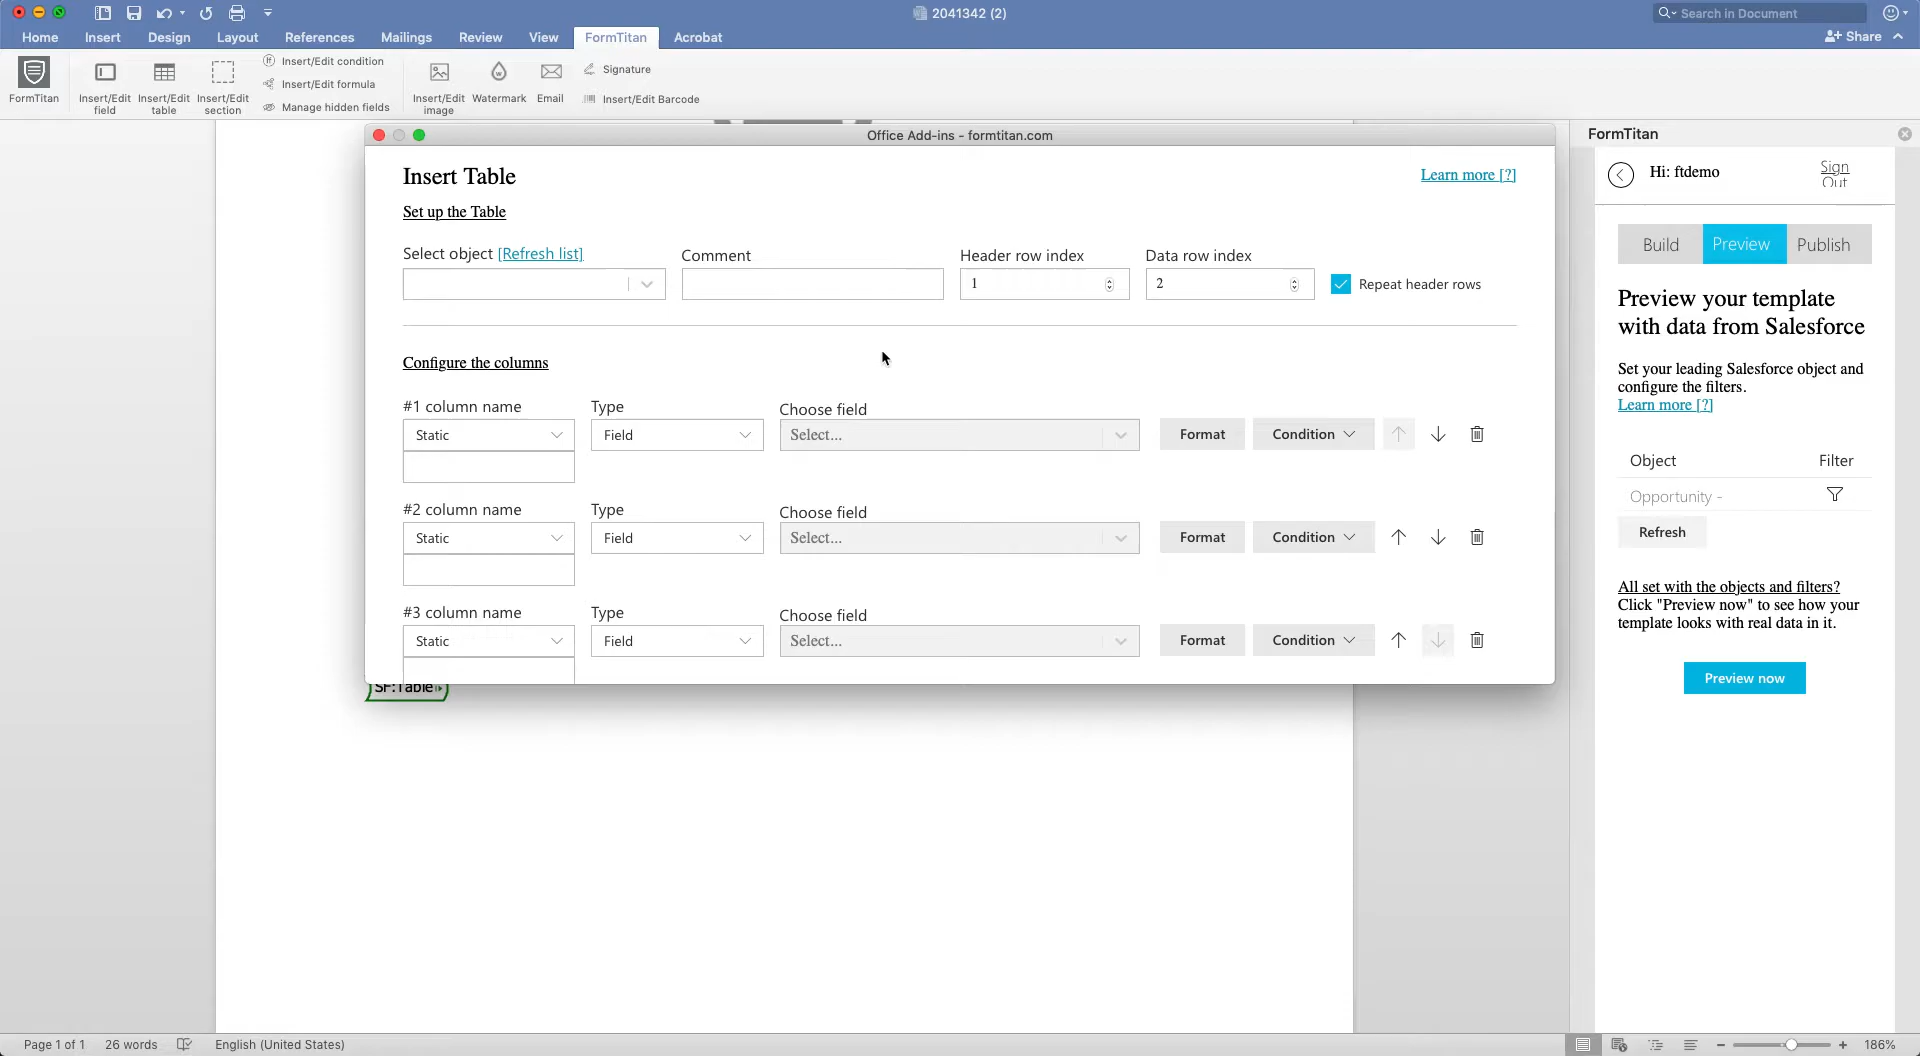 2041342 (2)
Search in Document
Home
Insert
Design
Layout
References
Mailings
Review
View
FormTitan
Acrobat
Share
FormTitan
Insert/Edit
field
Insert/Edit
table
Insert/Edit
section
Insert/Edit condition
Insert/Edit formula
Manage hidden fields
Insert/Edit
image
Watermark
Email
Signature
Insert/Edit Barcode
Office Add-ins - formtitan.com
Insert Table
Learn more [?]
Set up the Table
Select object [Refresh list]
Comment
Header row index
Data row index
1
2
Repeat header rows
Configure the columns
#1 column name
Type
Choose field
Static
Field
Select...
Format
Condition
#2 column name
Type
Choose field
Static
Field
Select...
Format
Condition
#3 column name
Type
Choose field
Static
Field
Select...
Format
Condition
SF:Table
FormTitan
Hi: ftdemo
Sign
Out
Build
Preview
Publish
Preview your template
with data from Salesforce
Set your leading Salesforce object and
configure the filters.
Learn more [?]
Object
Filter
Opportunity -
Refresh
All set with the objects and filters?
Click "Preview now" to see how your
template looks with real data in it.
Preview now
Page 1 of 1
26 words
English (United States)
186%